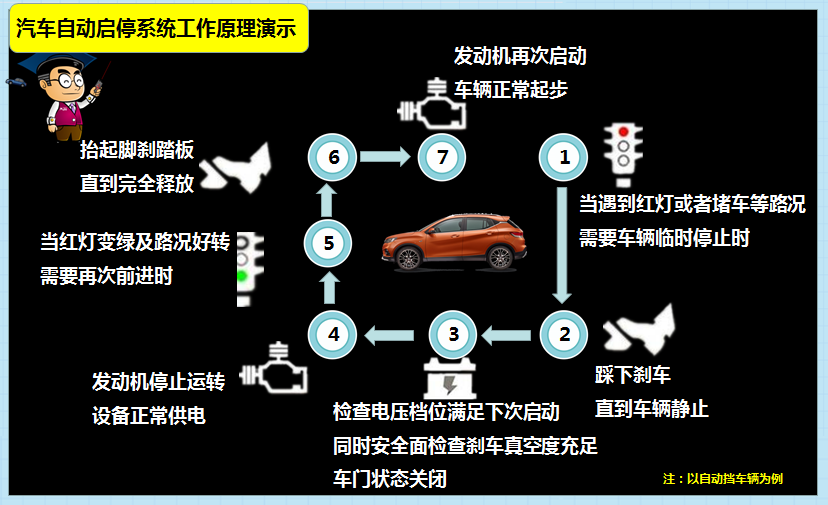 汽车自动启停系统工作原理演示
1
当遇到红灯或者堵车等路况
需要车辆临时停止时
2
踩下刹车
直到车辆静止
3
检查电压档位满足下次启动
同时安全面检查刹车真空度充足
车门状态关闭
4
发动机停止运转
设备正常供电
5
当红灯变绿及路况好转
需要再次前进时
6
抬起脚刹踏板
直到完全释放
7
发动机再次启动
车辆正常起步
注：以自动挡车辆为例